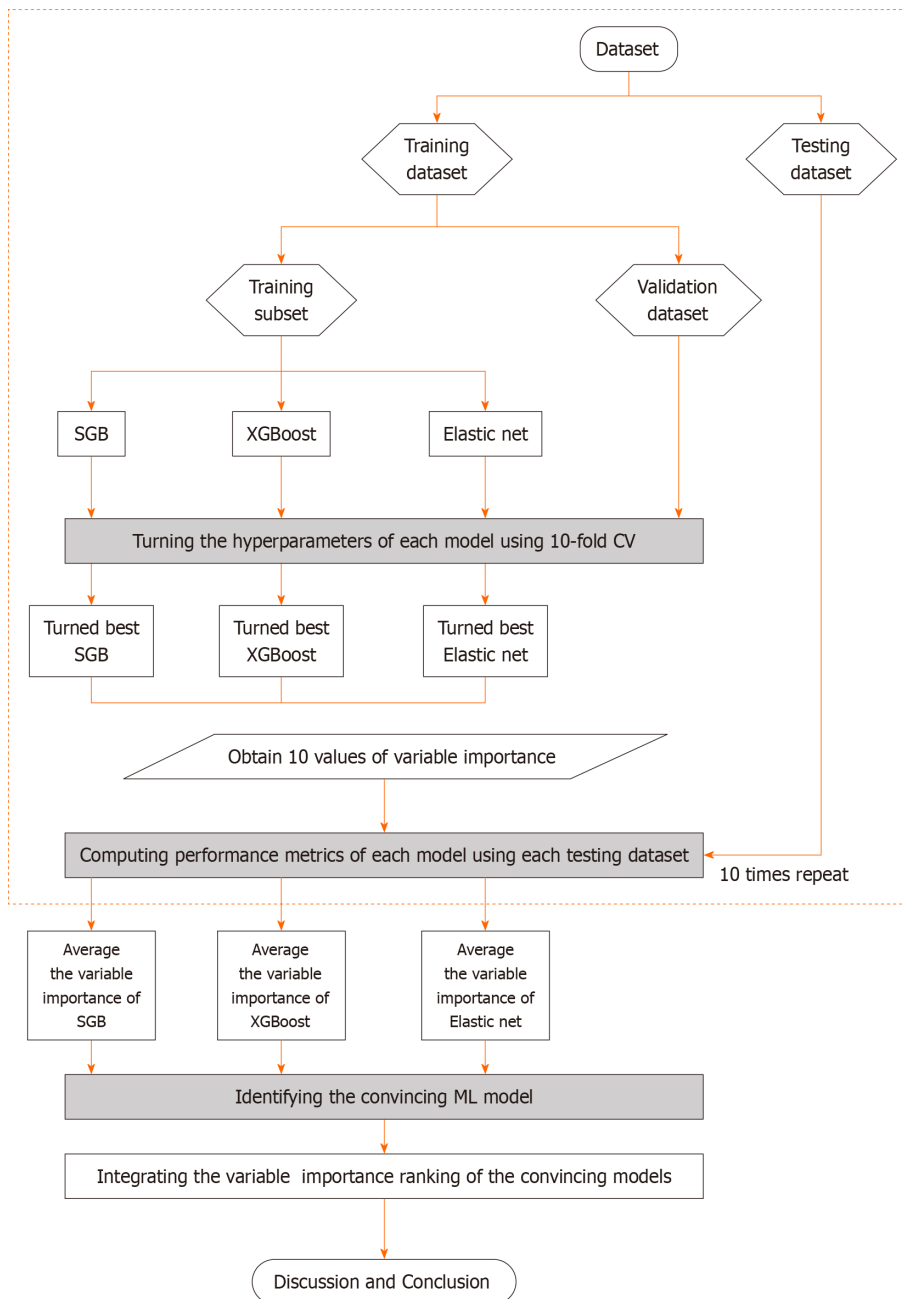 Dataset
Training
dataset
Testing
dataset
Training
subset
Validation
dataset
SGB
XGBoost
Elastic net
Turning the hyperparameters of each model using 10-fold CV
Turned best
SGB
Turned best
XGBoost
Turned best
Elastic net
Obtain 10 values of variable importance
Computing performance metrics of each model using each testing dataset
10 times repeat
Average
the variable
importance of
SGB
Average
the variable
importance of
XGBoost
Average
the variable
importance of
Elastic net
Identifying the convincing ML model
Integrating the variable importance ranking of the convincing models
Discussion and Conclusion